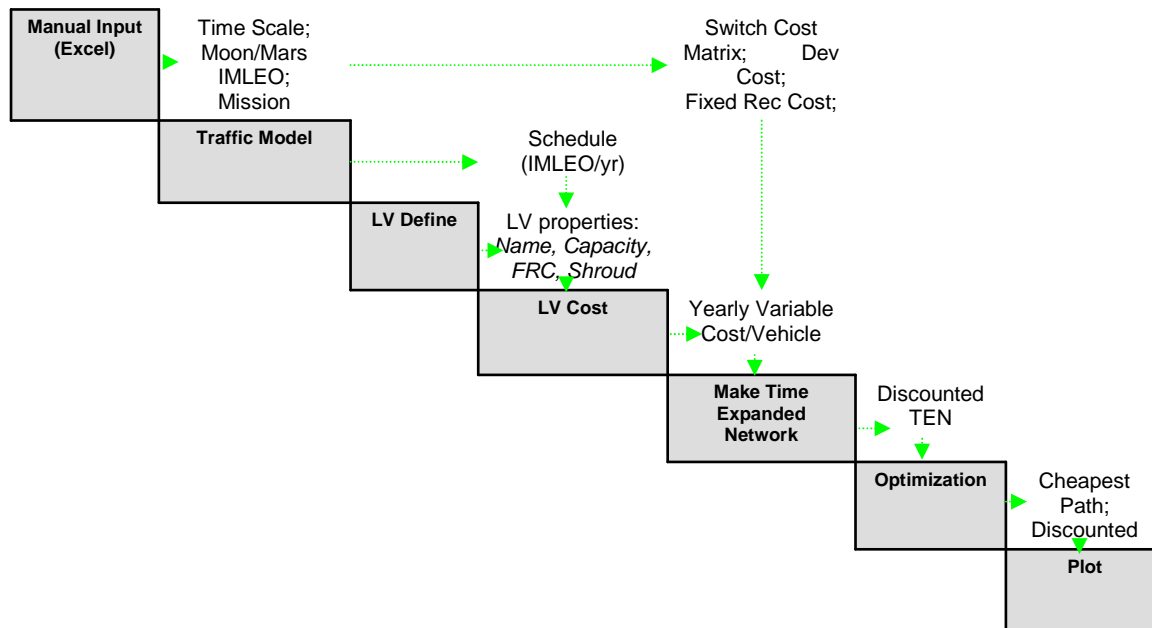 Manual Input
(Excel)
Time Scale;
Moon/Mars
IMLEO;
Mission
Switch Cost
Matrix; Dev
Cost;
Fixed Rec Cost;
Traffic Model
Schedule
(IMLEO/yr)
LV Define
LV properties:
Name, Capacity,
FRC, Shroud
LV Cost
Yearly Variable
Cost/Vehicle
Make Time
Expanded
Network
Discounted
TEN
Optimization
Cheapest
Path;
Discounted
Plot